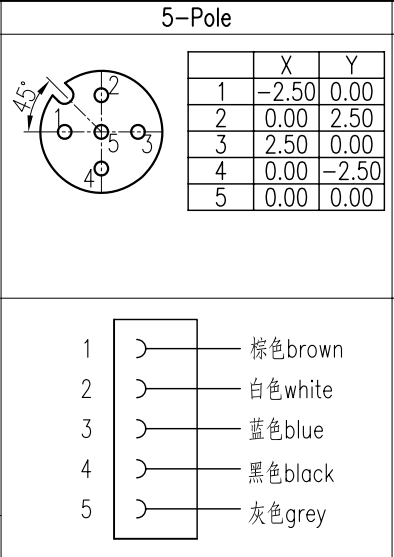 5-Pole
45°
1 2 3 4 5
X Y
1 -2.50 0.00
2 0.00 2.50
3 2.50 0.00
4 0.00 -2.50
5 0.00 0.00
1 棕色brown
2 白色white
3 蓝色blue
4 黑色black
5 灰色grey